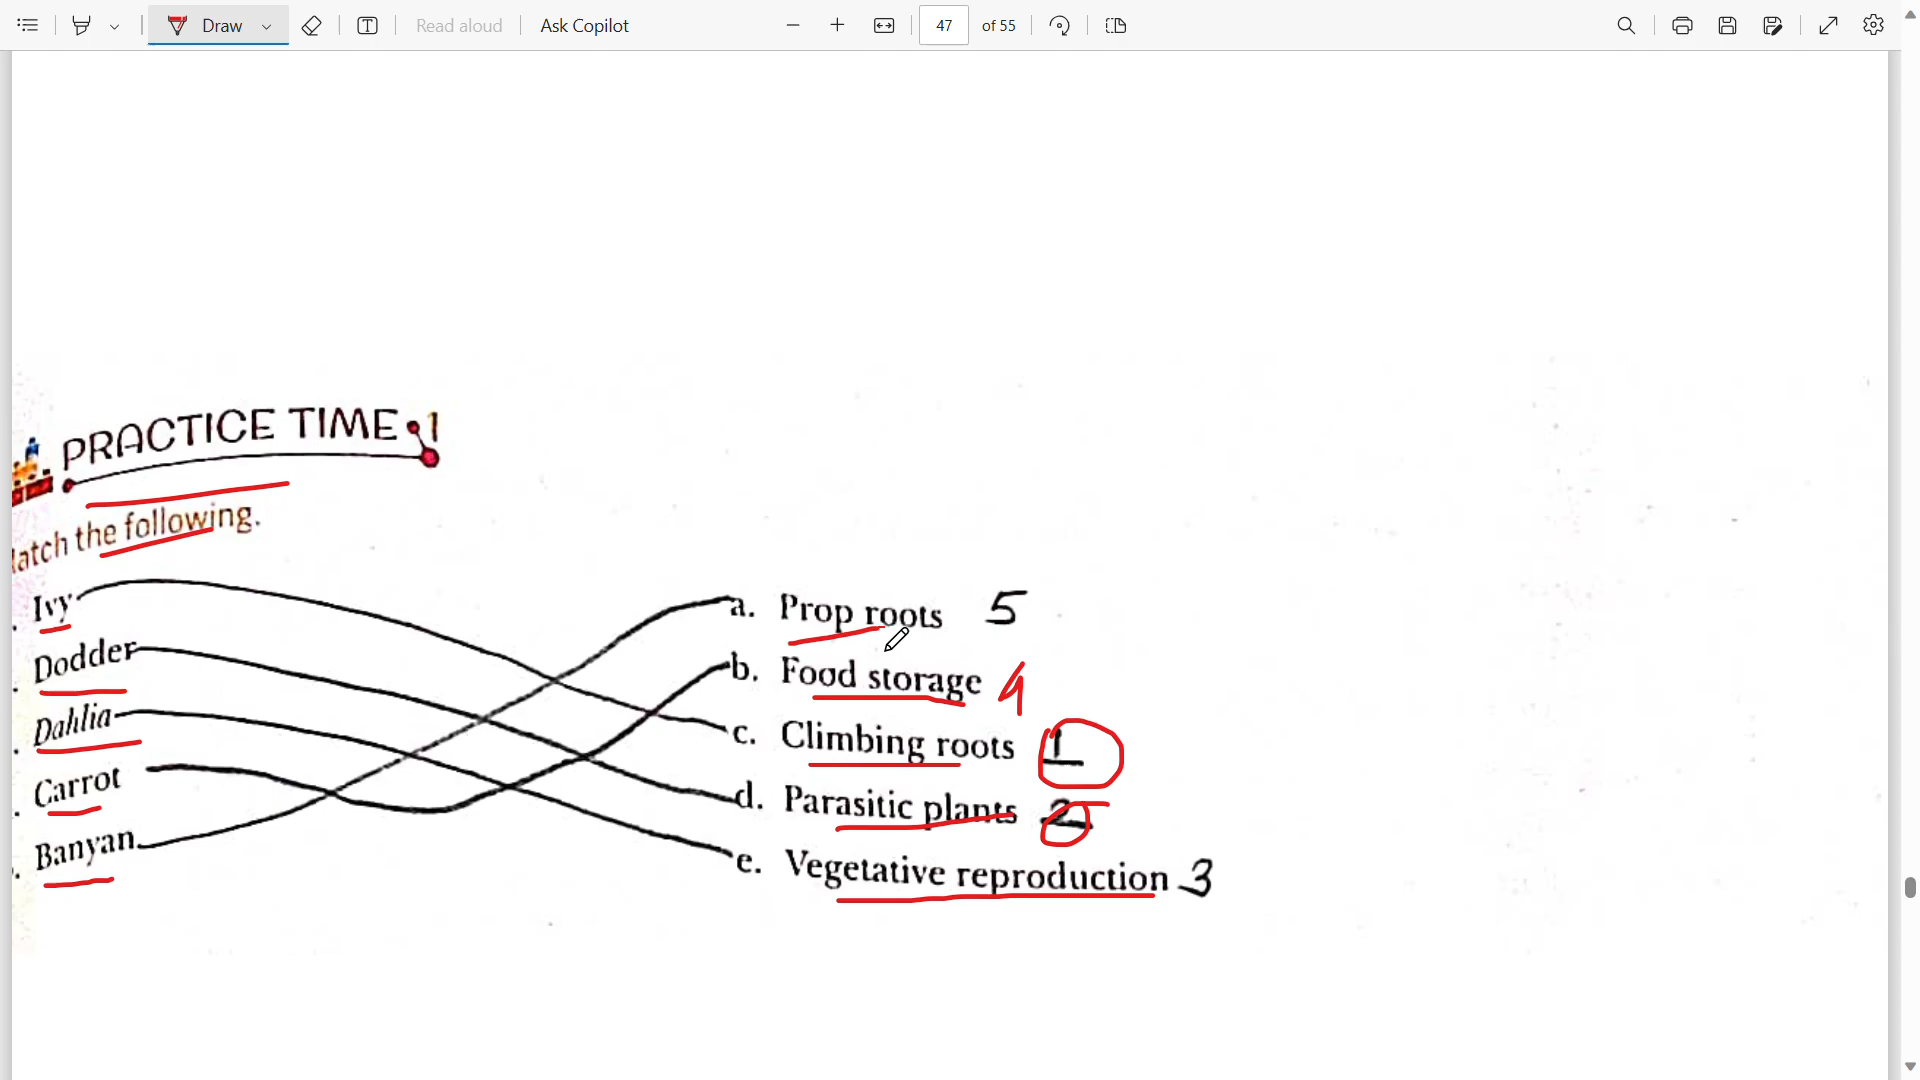 Draw
Read aloud
Ask Copilot
47
of 55
PRACTICE TIME 1
atch the following.
Ivy
a. Prop roots 5
Dodder
b. Food storage 4
Dahlia
c. Climbing roots 1
Carrot
d. Parasitic plants 2
Banyan
e. Vegetative reproduction 3